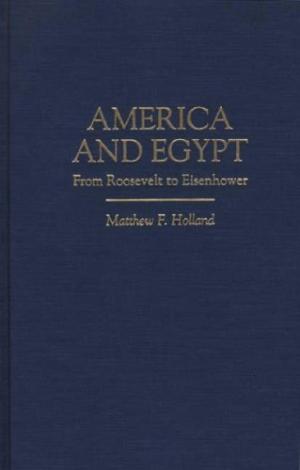 AMERICA
AND EGYPT
From Roosevelt to Eisenhower
Matthew F. Holland